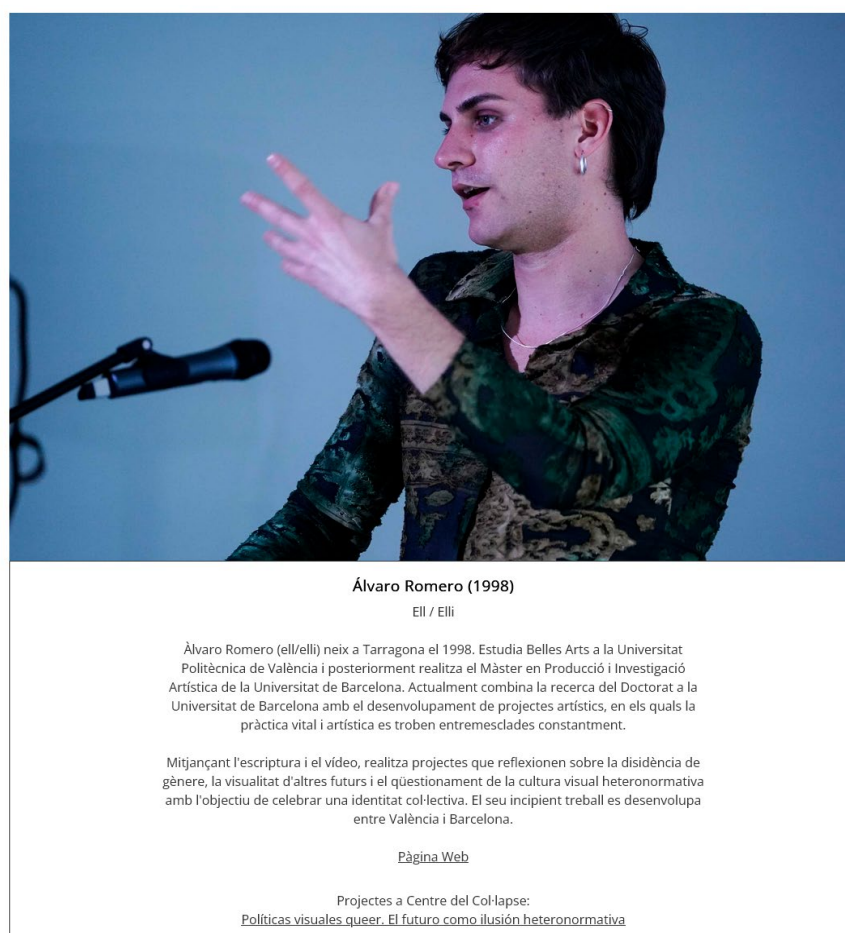 Álvaro Romero (1998)
Ell / Elli
Àlvaro Romero (ell/elli) neix a Tarragona el 1998. Estudia Belles Arts a la Universitat
Politècnica de València i posteriorment realitza el Màster en Producció i Investigació
Artística de la Universitat de Barcelona. Actualment combina la recerca del Doctorat a la
Universitat de Barcelona amb el desenvolupament de projectes artístics, en els quals la
pràctica vital i artística es troben entremesclades constantment.
Mitjançant l'escriptura i el vídeo, realitza projectes que reflexionen sobre la disidència de
gènere, la visualitat d'altres futurs i el qüestionament de la cultura visual heteronormativa
amb l'objectiu de celebrar una identitat col·lectiva. El seu incipient treball es desenvolupa
entre València i Barcelona.
Pàgina Web
Projectes a Centre del Col·lapse:
Políticas visuales queer. El futuro como ilusión heteronormativa